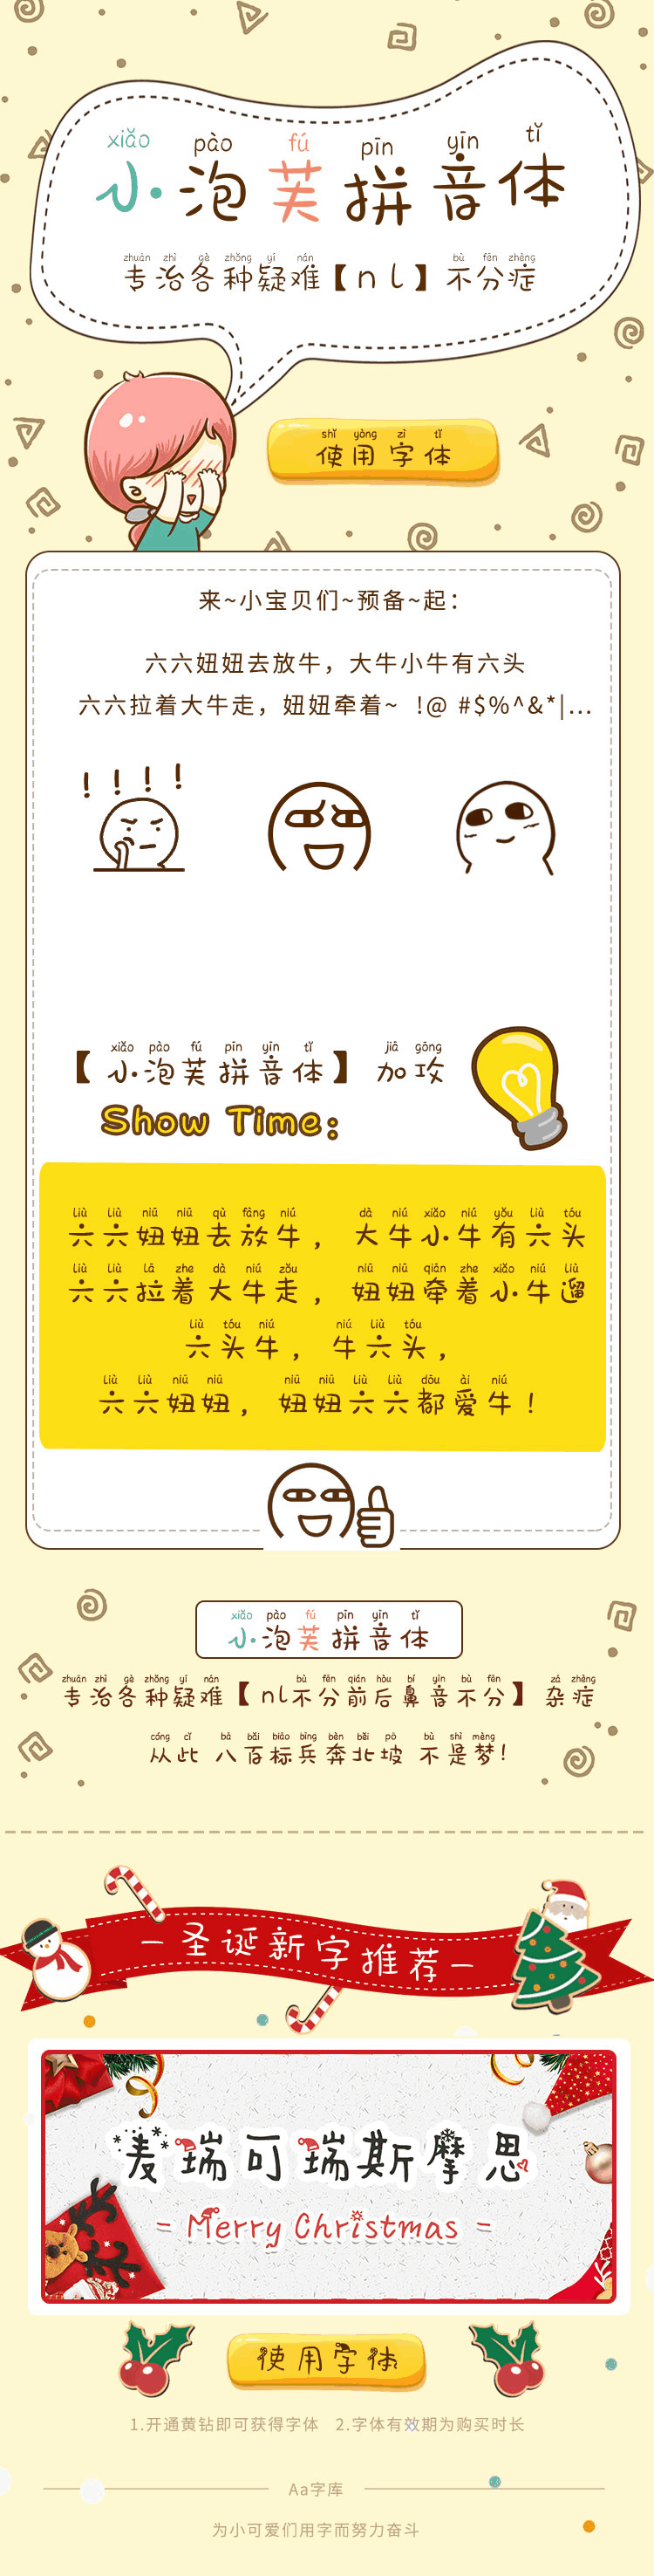 xiǎo pào fú pīn yīn tǐ
小泡芙拼音体
zhuān zhì gè zhǒng yí nán bù fēn zhèng
专治各种疑难【nl】不分症
shǐ yòng zì tǐ
使用字体
来~小宝贝们~预备~起：
六六妞妞去放牛，大牛小牛有六头
六六拉着大牛走，妞妞牵着~ !@ #$%^&*|...
! ! ! !
xiǎo pào fú pīn yīn tǐ jiā gōng
【小泡芙拼音体】加攻
Show Time:
liù liù niū niū qù fàng niú dà niú xiǎo niú yǒu liù tóu
六六妞妞去放牛， 大牛小牛有六头
liù liù lā zhe dà niú zǒu niū niū qiān zhe xiǎo niú liù
六六拉着大牛走， 妞妞牵着小牛遛
liù tóu niú niú liù tóu
六头牛， 牛六头，
liù liù niū niū niū niū liù liù dōu ài niú
六六妞妞， 妞妞六六都爱牛！
xiǎo pào fú pīn yīn tǐ
小泡芙拼音体
zhuān zhì gè zhǒng yí nán bù fēn qián hòu bí yīn bù fēn zá zhèng
专治各种疑难【nl不分前后鼻音不分】杂症
cóng cǐ bā bǎi biāo bīng bèn běi pō bù shì mèng
从此 八百标兵奔北坡 不是梦！
－圣诞新字推荐－
麦瑞可瑞斯摩思
= Merry Christmas =
使用字体
1.开通黄钻即可获得字体 2.字体有效期为购买时长
Aa字库
为小可爱们用字而努力奋斗